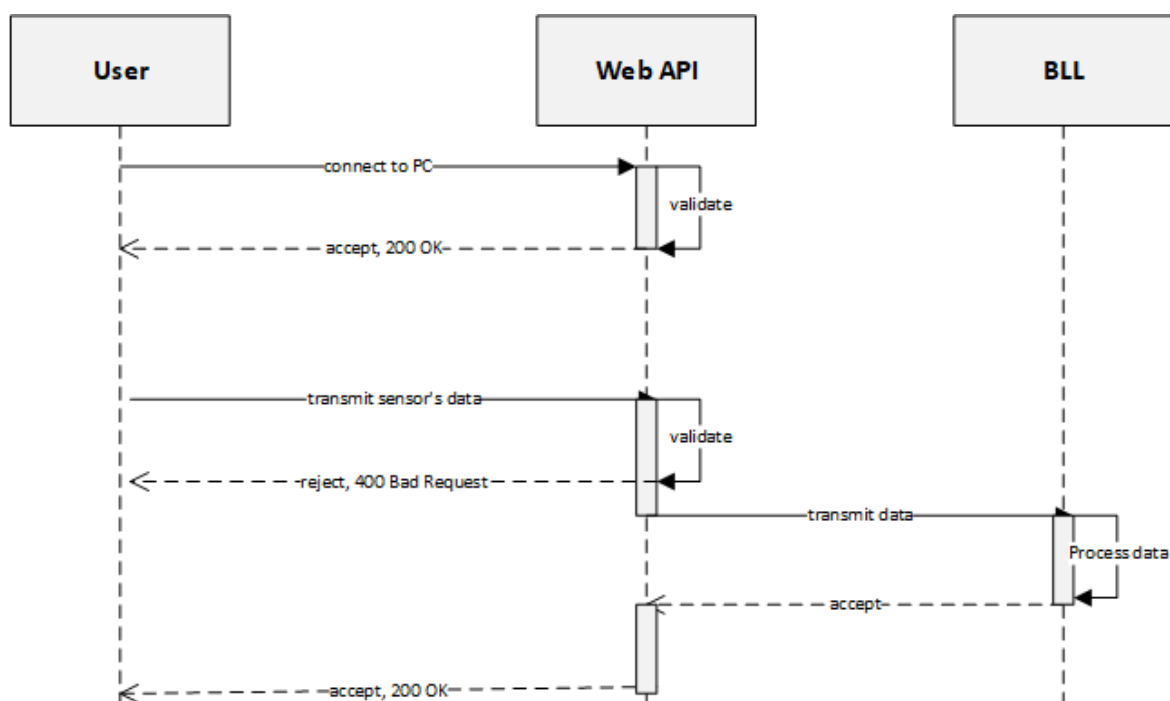 User
Web API
BLL
connect to PC
validate
accept, 200 OK
transmit sensor's data
validate
reject, 400 Bad Request
transmit data
Process data
accept
accept, 200 OK